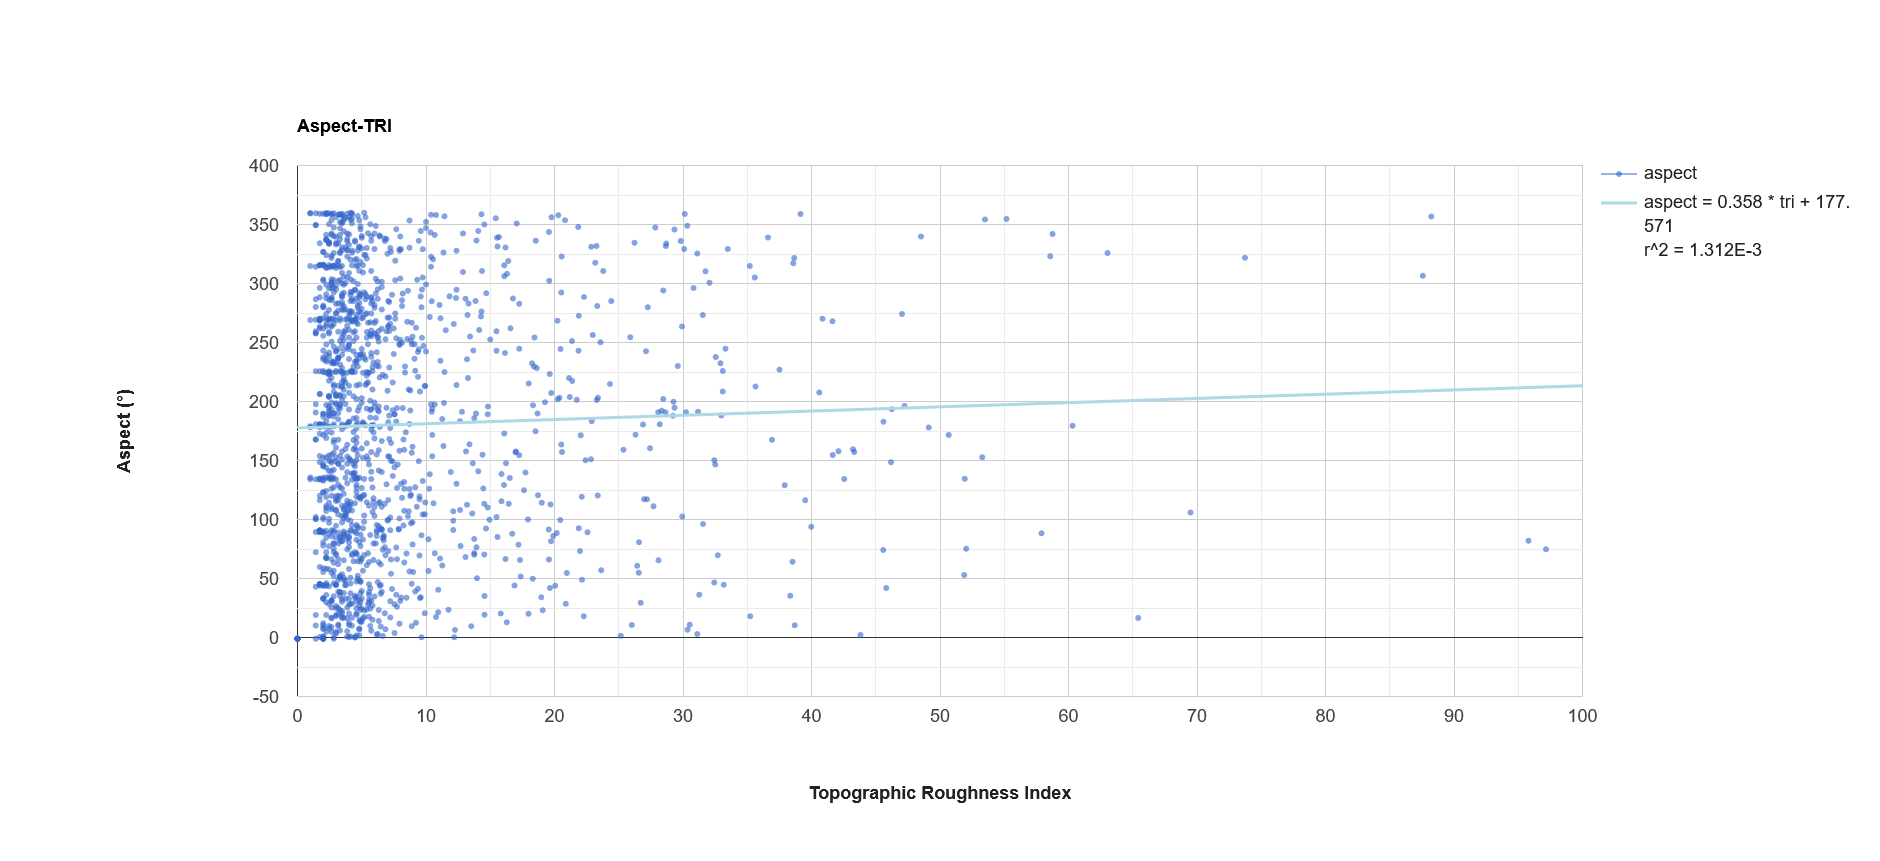 Aspect-TRI
400
350
300
250
200
150
100
50
0
-50
Aspect (°)
0 10 20 30 40 50 60 70 80 90 100
Topographic Roughness Index
aspect
aspect = 0.358 * tri + 177.
571
r^2 = 1.312E-3